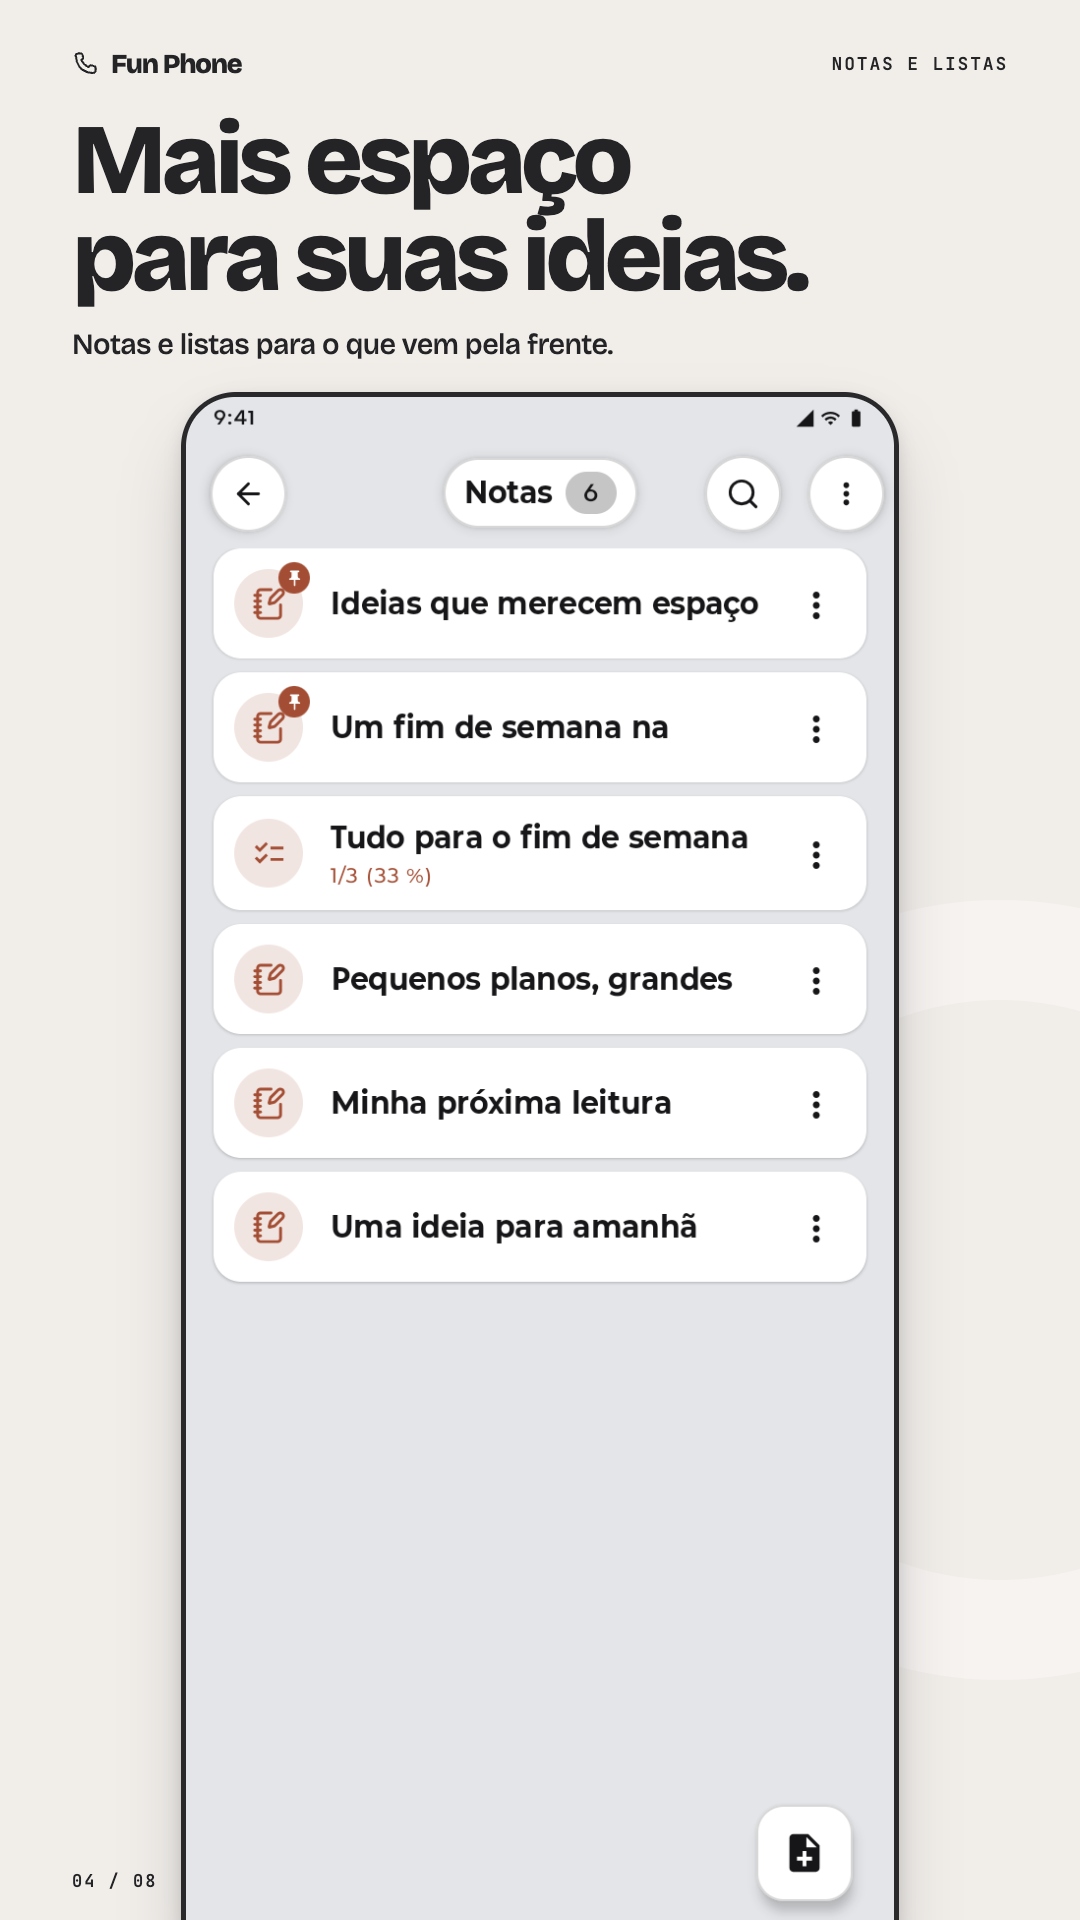 Fun Phone
NOTAS E LISTAS
Mais espaço
para suas ideias.
Notas e listas para o que vem pela frente.
9:41
Notas 6
Ideias que merecem espaço
Um fim de semana na
Tudo para o fim de semana
1/3 (33 %)
Pequenos planos, grandes
Minha próxima leitura
Uma ideia para amanhã
04 / 08